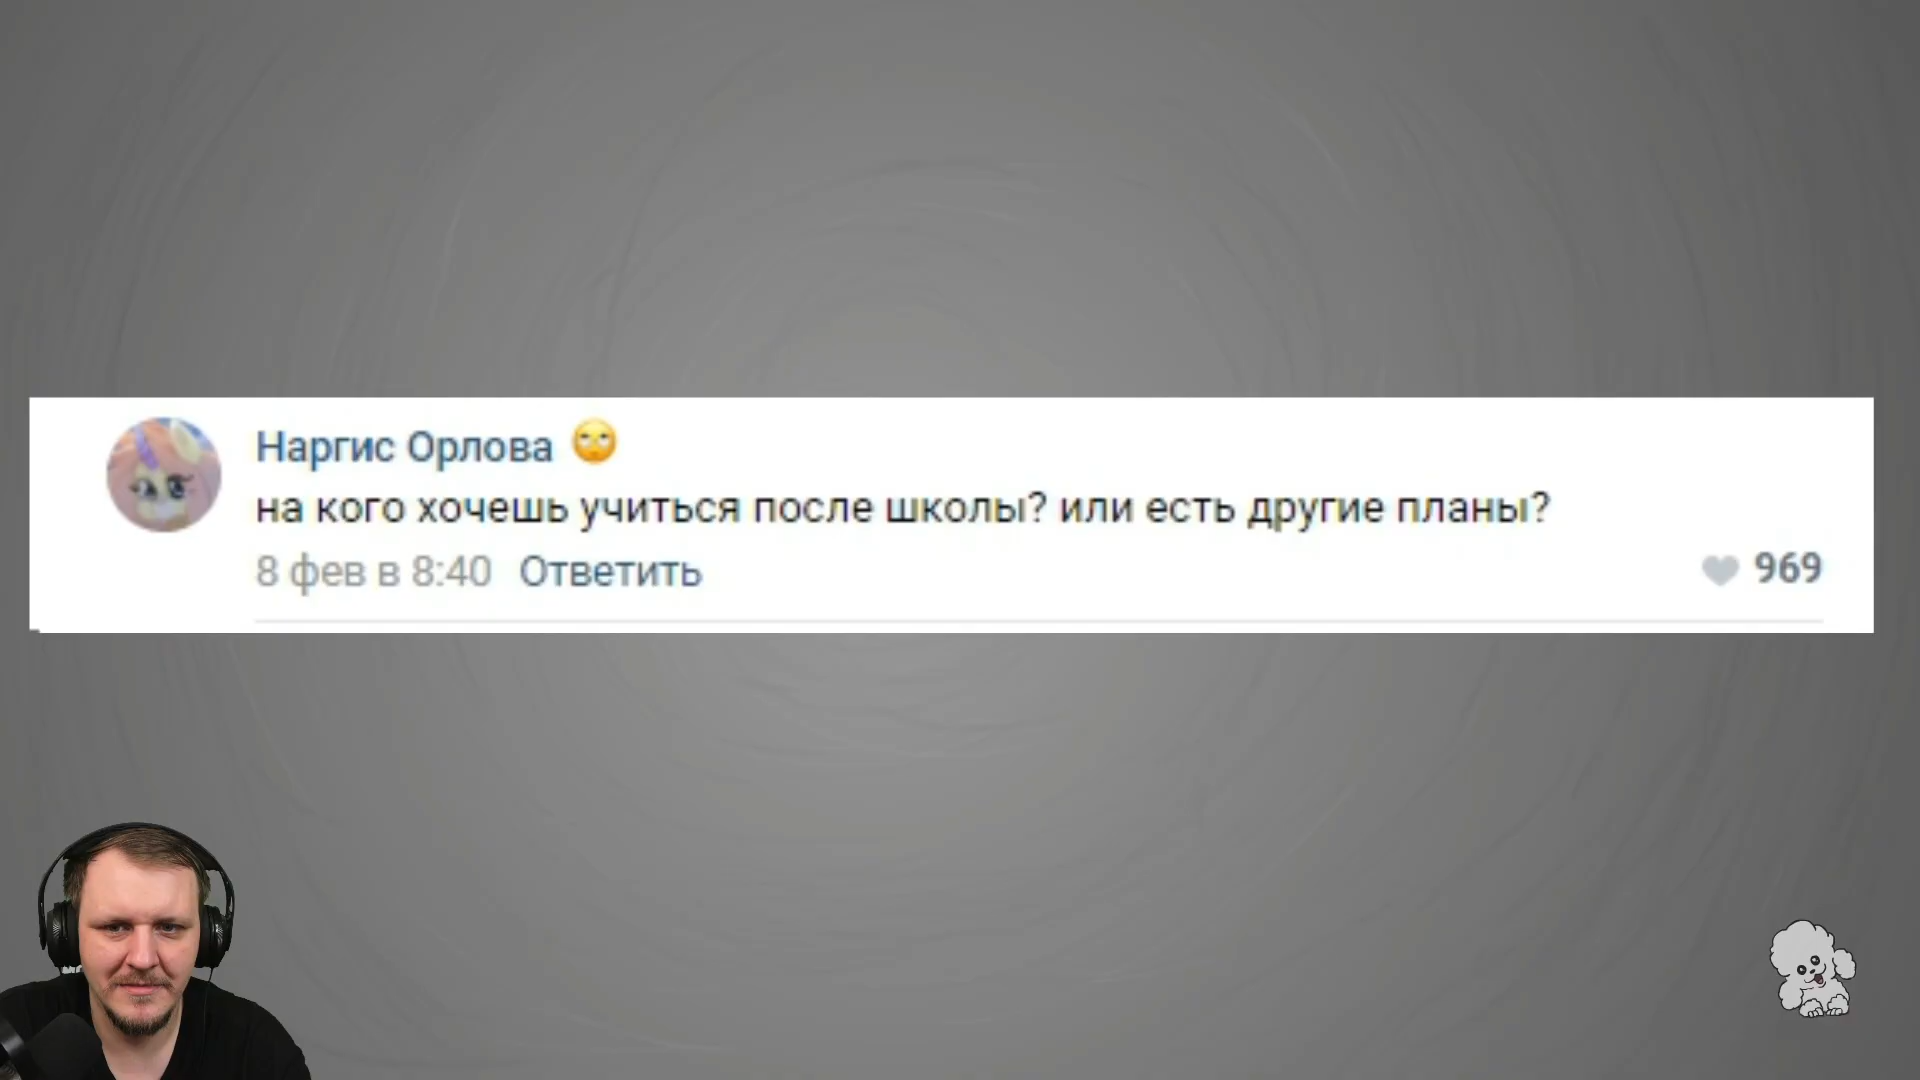 Наргис Орлова 🙄
на кого хочешь учиться после школы? или есть другие планы?
8 фев в 8:40 Ответить 969